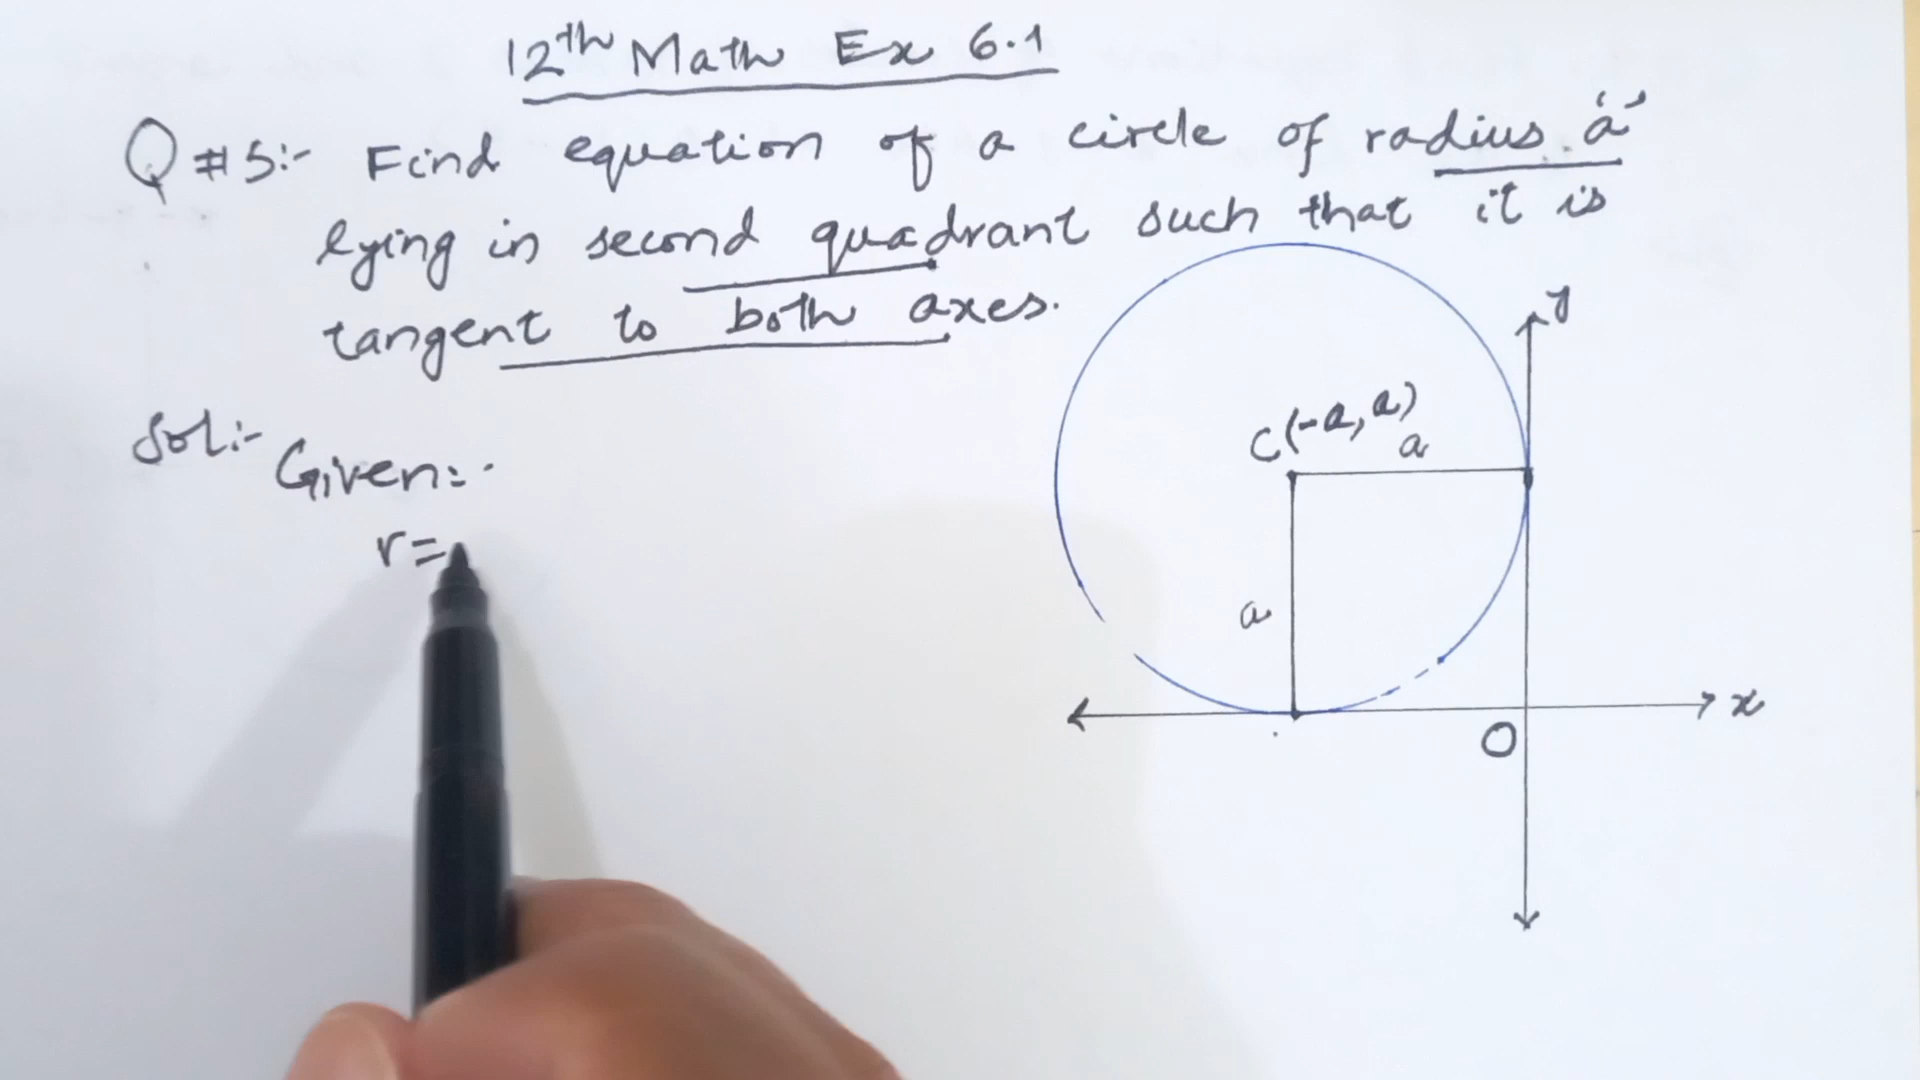 12th Math Ex 6.1
Q#5:- Find equation of a circle of radius 'a'
lying in second quadrant such that it is
tangent to both axes.
Sol:- Given:-
r=
y
C(-a, a)
a
a
x
O